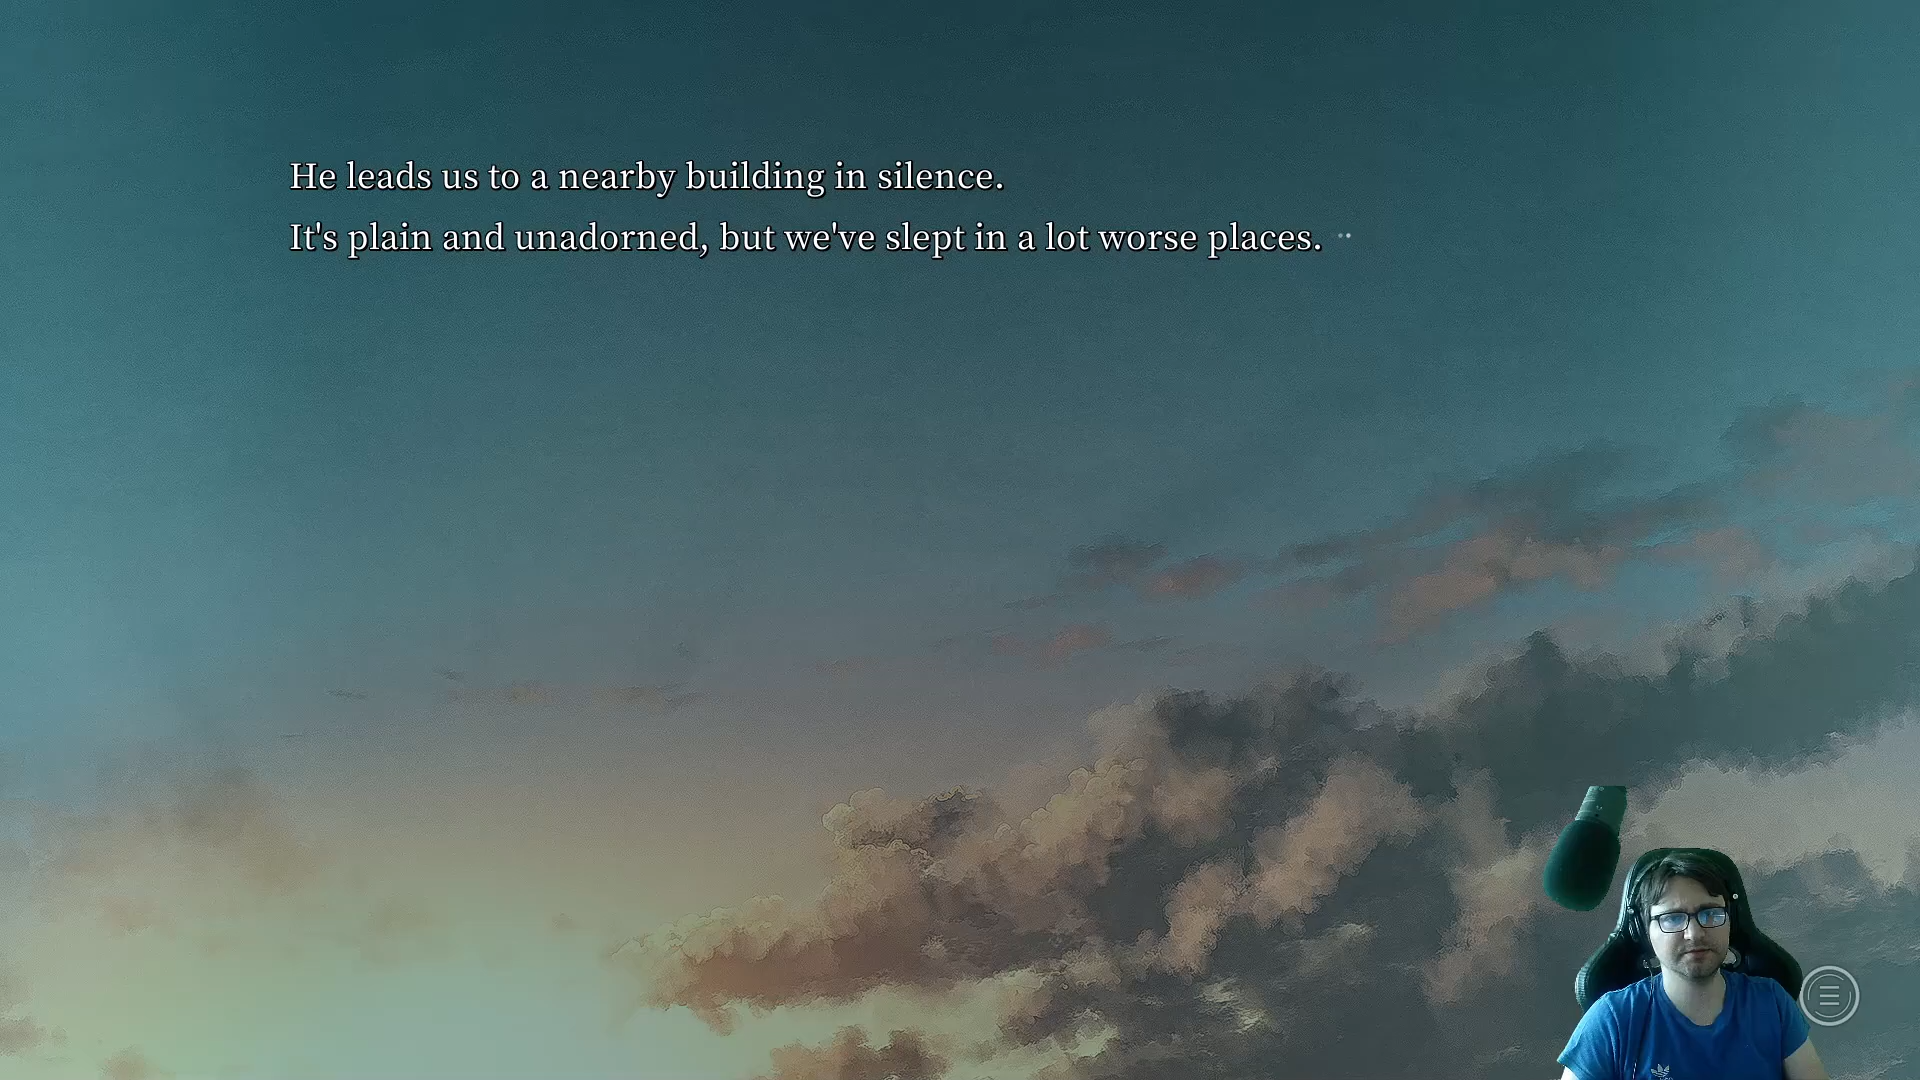 He leads us to a nearby building in silence.
It's plain and unadorned, but we've slept in a lot worse places.